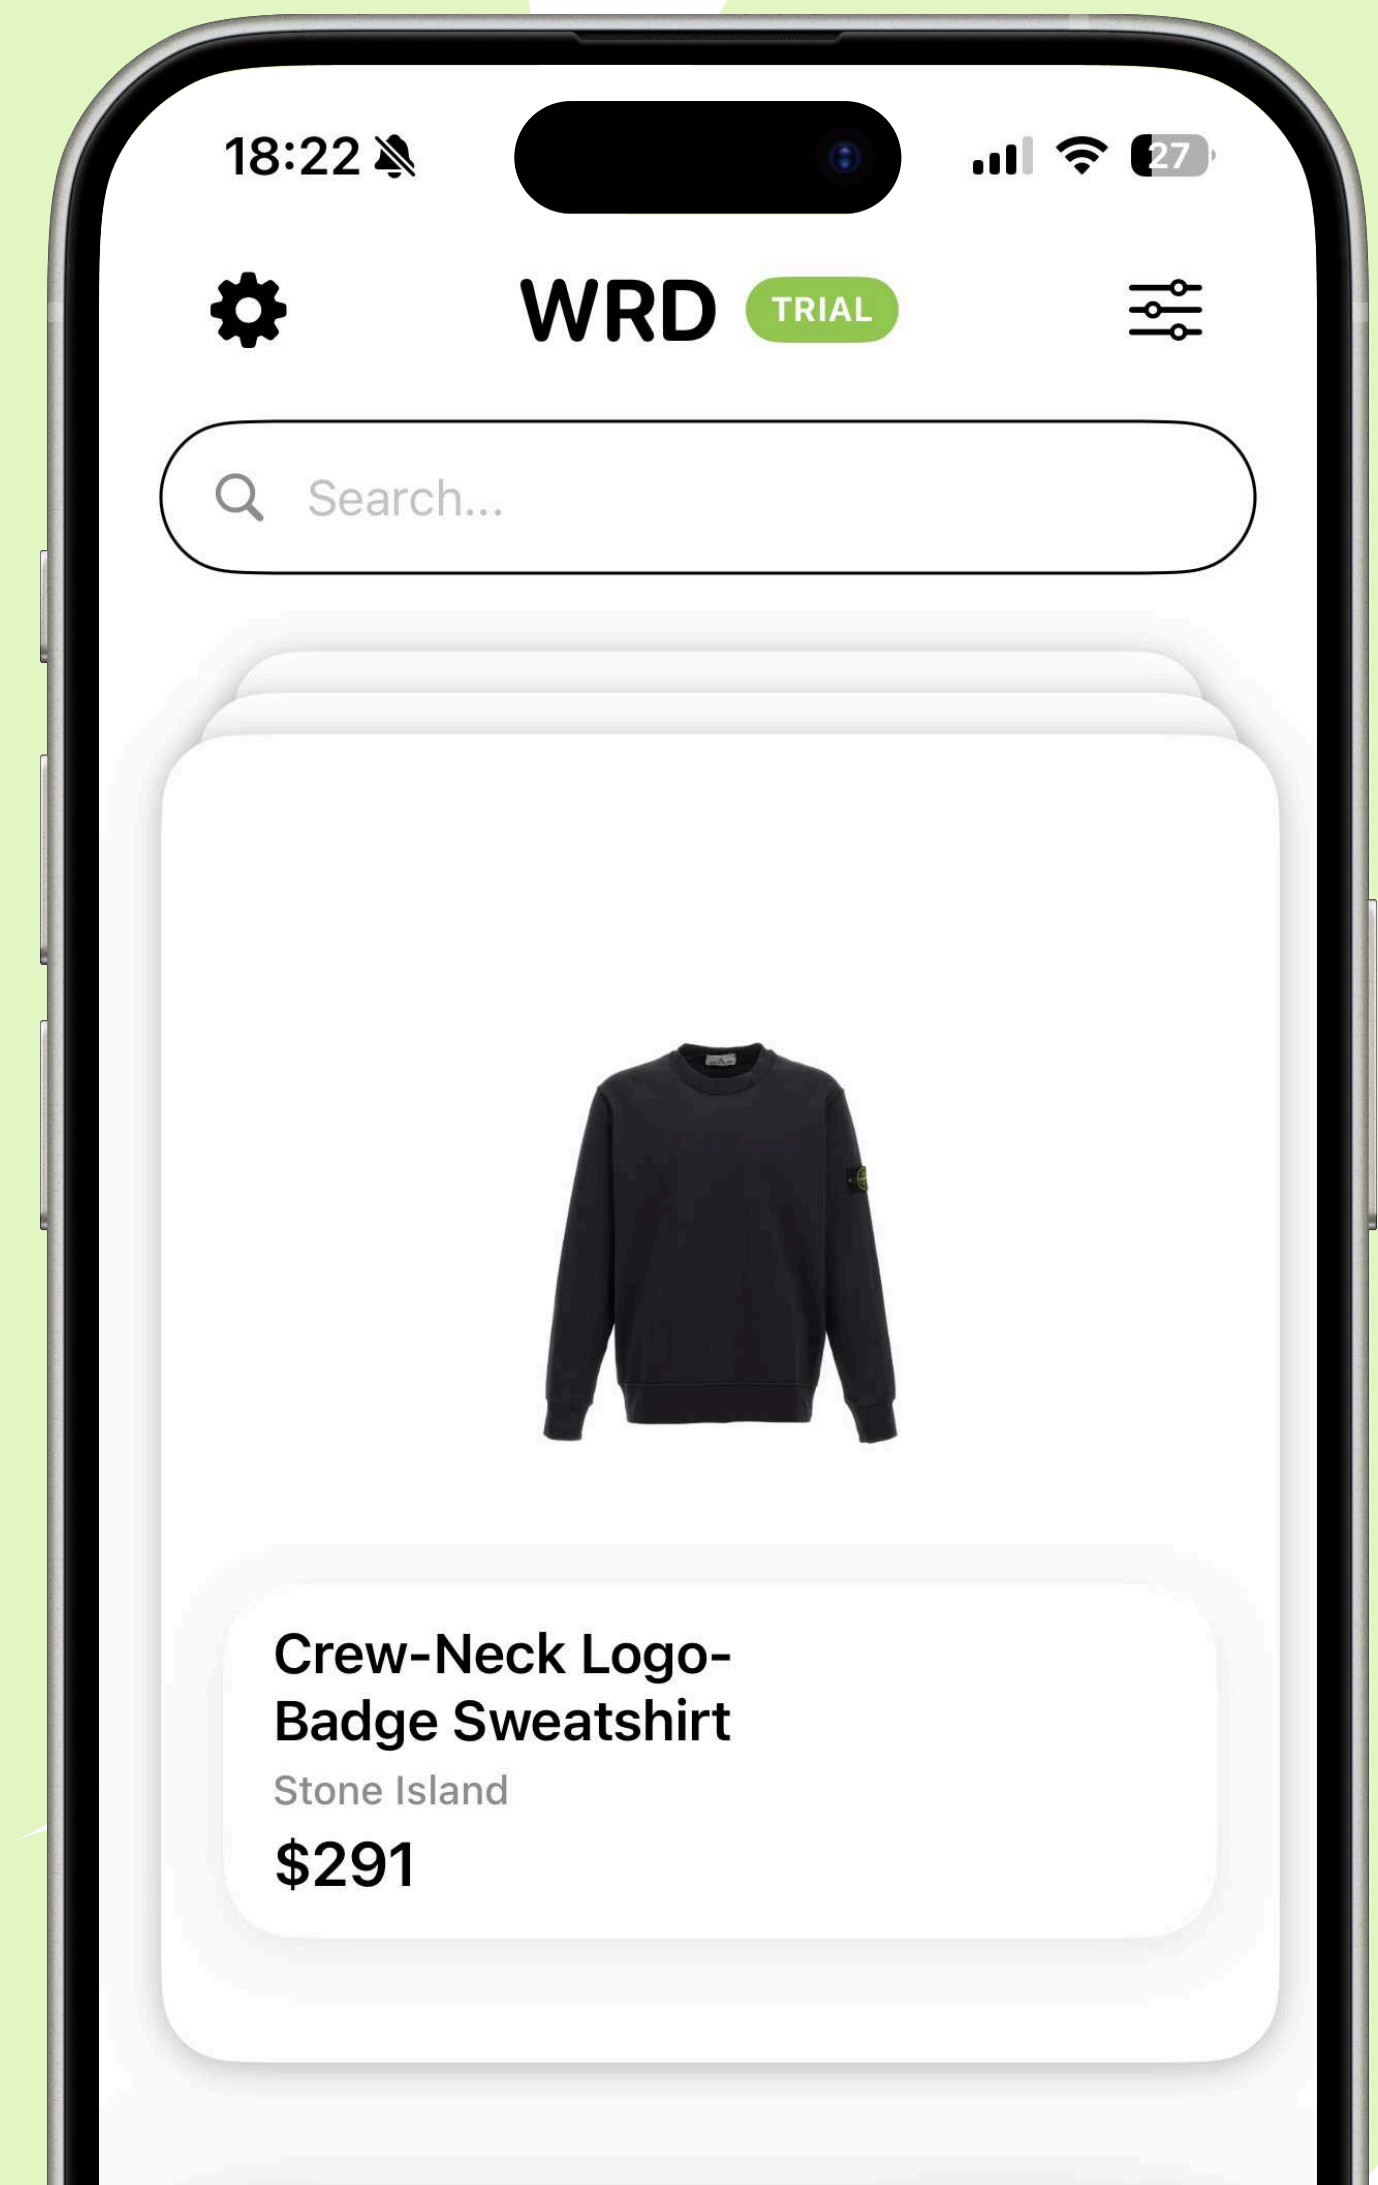 18:22
27
WRD TRIAL
Search...
Crew-Neck Logo-
Badge Sweatshirt
Stone Island
$291